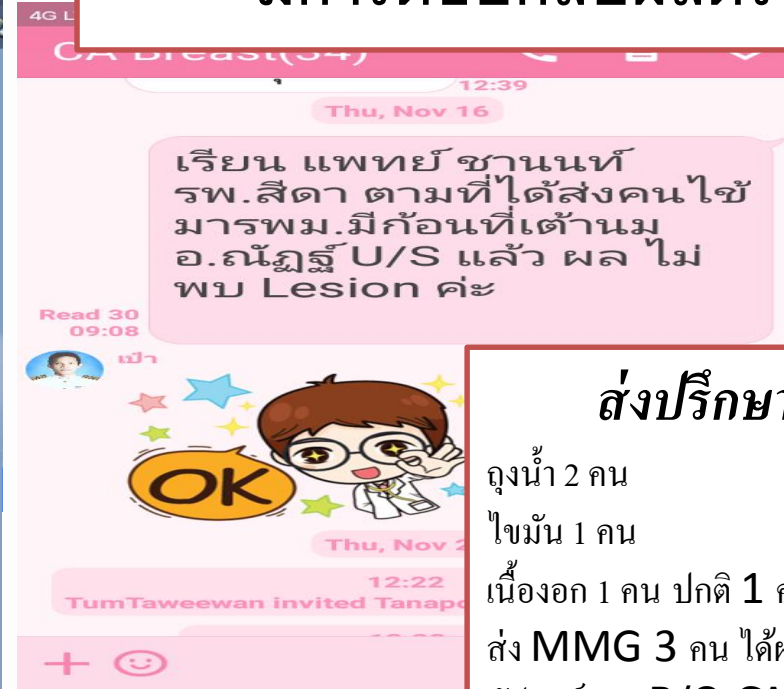 4G
CA Breast(34)
12:39
Thu, Nov 16
เรียน แพทย์ ชานนท์
รพ.สีดา ตามที่ได้ส่งคนไข้
มารพม.มีก้อนที่เต้านม
อ.ณัฏฐ์ U/S แล้ว ผล ไม่
พบ Lesion ค่ะ
Read 30
09:08
เป้า
OK
Thu, Nov
12:22
TumTaweewan invited
ส่งปรึกษา
ถุงน้ำ 2 คน
ไขมัน 1 คน
เนื้องอก 1 คน ปกติ 1
ส่ง MMG 3 คน